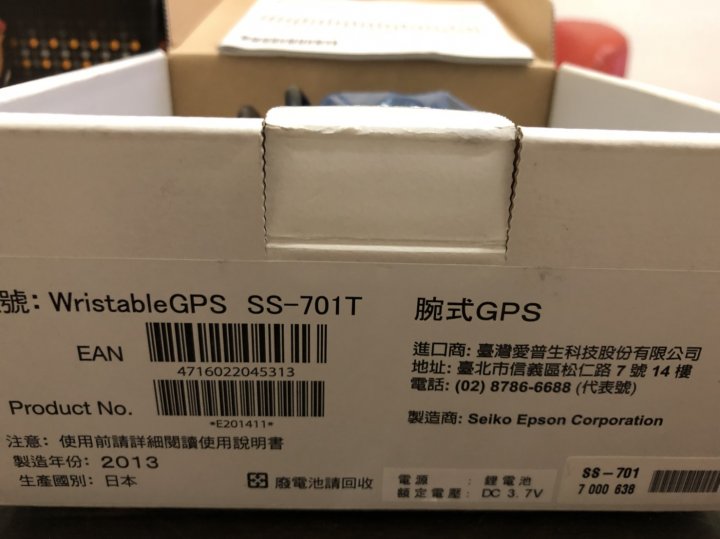 號: WristableGPS SS-701T
EAN
4716022045313
Product No.
*E201411*
注意: 使用前請詳細閱讀使用說明書
製造年份: 2013
生產國別: 日本
廢電池請回收
腕式GPS
進口商: 臺灣愛普生科技股份有限公司
地址: 臺北市信義區松仁路 7 號 14 樓
電話: (02) 8786-6688 (代表號)
製造商: Seiko Epson Corporation
電源 : 鋰電池
額定電壓: DC 3.7V
SS-701
7 000 638